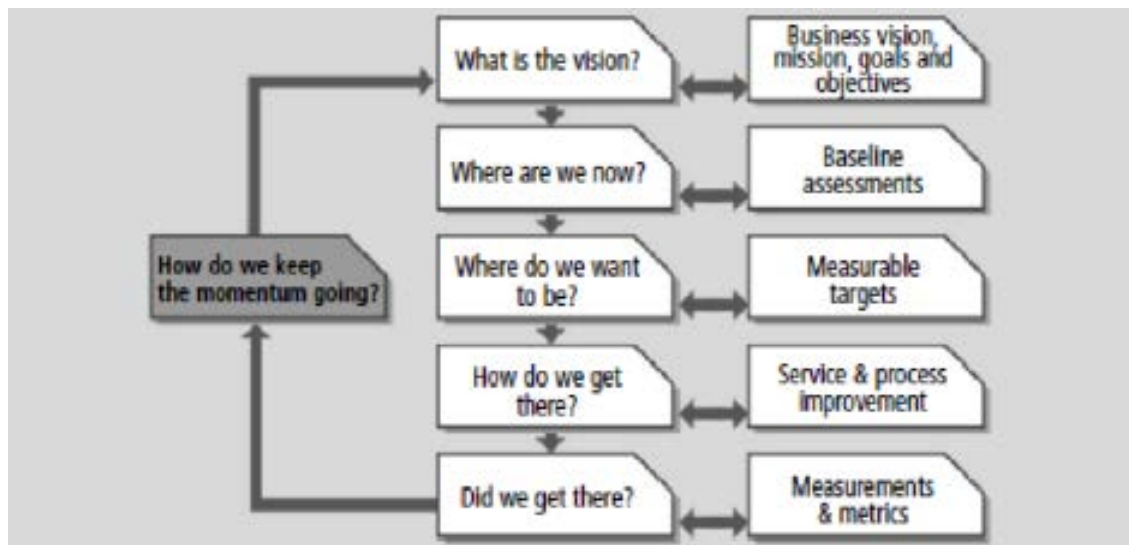 What is the vision?
Business vision,
mission, goals and
objectives
Where are we now?
Baseline
assessments
How do we keep
the momentum going?
Where do we want
to be?
Measurable
targets
How do we get
there?
Service & process
improvement
Did we get there?
Measurements
& metrics